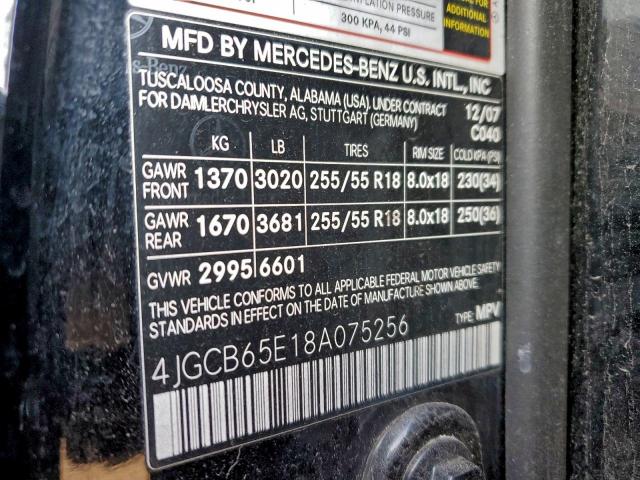 INFLATION PRESSURE
300 KPA, 44 PSI
FOR
ADDITIONAL
INFORMATION
MFD BY MERCEDES-BENZ U.S. INTL., INC
TUSCALOOSA COUNTY, ALABAMA (USA). UNDER CONTRACT 12/07
FOR DAIMLERCHRYSLER AG, STUTTGART (GERMANY) C040
KG LB TIRES RIM SIZE COLD KPA (PSI)
GAWR FRONT 1370 3020 255/55 R18 8.0x18 230(34)
GAWR REAR 1670 3681 255/55 R18 8.0x18 250(36)
GVWR 2995 6601
THIS VEHICLE CONFORMS TO ALL APPLICABLE FEDERAL MOTOR VEHICLE SAFETY
STANDARDS IN EFFECT ON THE DATE OF MANUFACTURE SHOWN ABOVE.
4JGCB65E18A075256 TYPE: MPV